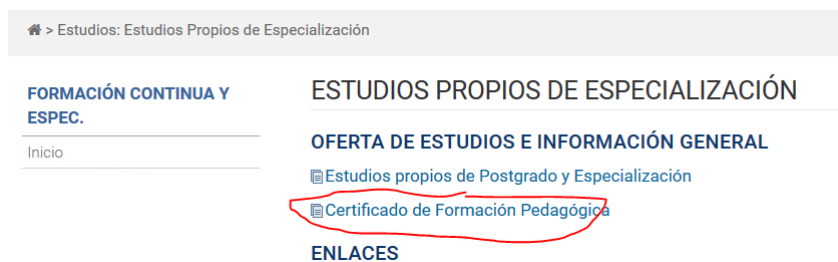 > Estudios: Estudios Propios de Especialización
FORMACIÓN CONTINUA Y
ESPEC.
Inicio
ESTUDIOS PROPIOS DE ESPECIALIZACIÓN
OFERTA DE ESTUDIOS E INFORMACIÓN GENERAL
Estudios propios de Postgrado y Especialización
Certificado de Formación Pedagógica
ENLACES